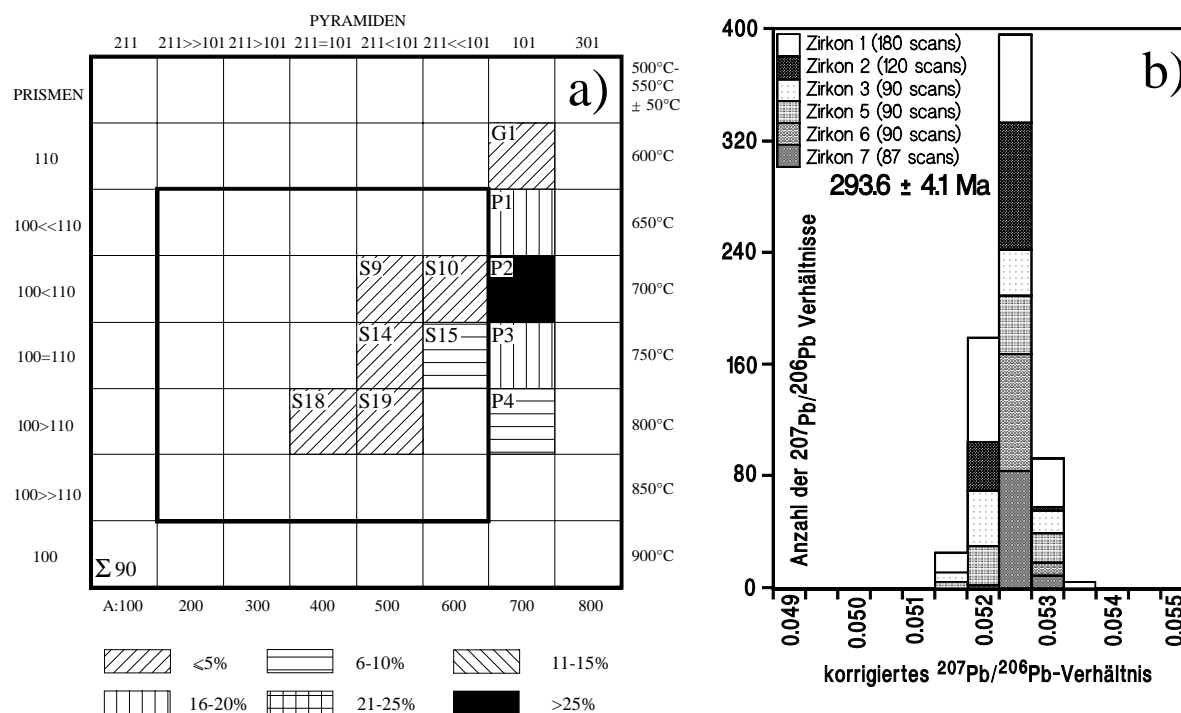 PYRAMIDEN
211 211>>101 211>101 211=101 211<101 211<<101 101 301
a)
500°C-
550°C
± 50°C
PRISMEN
G1
110 600°C
P1
100<<110 650°C
S9 S10 P2
100<110 700°C
S14 S15 P3
100=110 750°C
S18 S19 P4
100>110 800°C
100>>110 850°C
100 900°C
Σ 90
A:100 200 300 400 500 600 700 800
⩽5% 6-10% 11-15%
16-20% 21-25% >25%
b)
400
320
240
160
80
0
Zirkon 1 (180 scans)
Zirkon 2 (120 scans)
Zirkon 3 (90 scans)
Zirkon 5 (90 scans)
Zirkon 6 (90 scans)
Zirkon 7 (87 scans)
293.6 ± 4.1 Ma
Anzahl der ²⁰⁷Pb/²⁰⁶Pb Verhältnisse
0.049 0.050 0.051 0.052 0.053 0.054 0.055
korrigiertes ²⁰⁷Pb/²⁰⁶Pb-Verhältnis